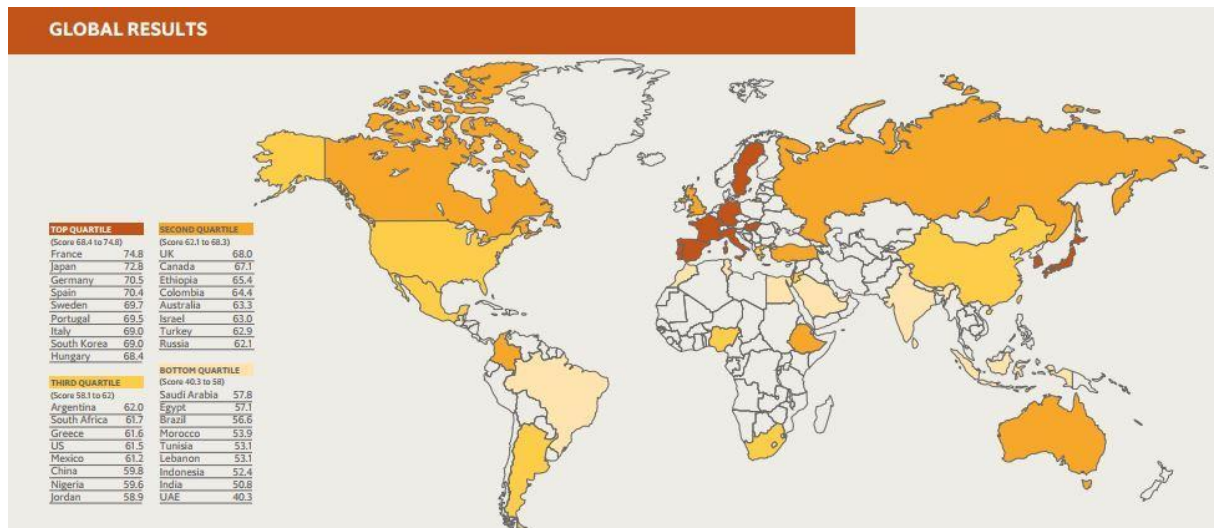 GLOBAL RESULTS
TOP QUARTILE
(Score 68.4 to 74.8)
France 74.8
Japan 72.8
Germany 70.5
Spain 70.4
Sweden 69.7
Portugal 69.5
Italy 69.0
South Korea 69.0
Hungary 68.4
SECOND QUARTILE
(Score 62.1 to 68.3)
UK 68.0
Canada 67.1
Ethiopia 65.4
Colombia 64.4
Australia 63.3
Israel 63.0
Turkey 62.9
Russia 62.1
THIRD QUARTILE
(Score 58.1 to 62)
Argentina 62.0
South Africa 61.7
Greece 61.6
US 61.5
Mexico 61.2
China 59.8
Nigeria 59.6
Jordan 58.9
BOTTOM QUARTILE
(Score 40.3 to 58)
Saudi Arabia 57.8
Egypt 57.1
Brazil 56.6
Morocco 53.9
Tunisia 53.1
Lebanon 53.1
Indonesia 52.4
India 50.8
UAE 40.3